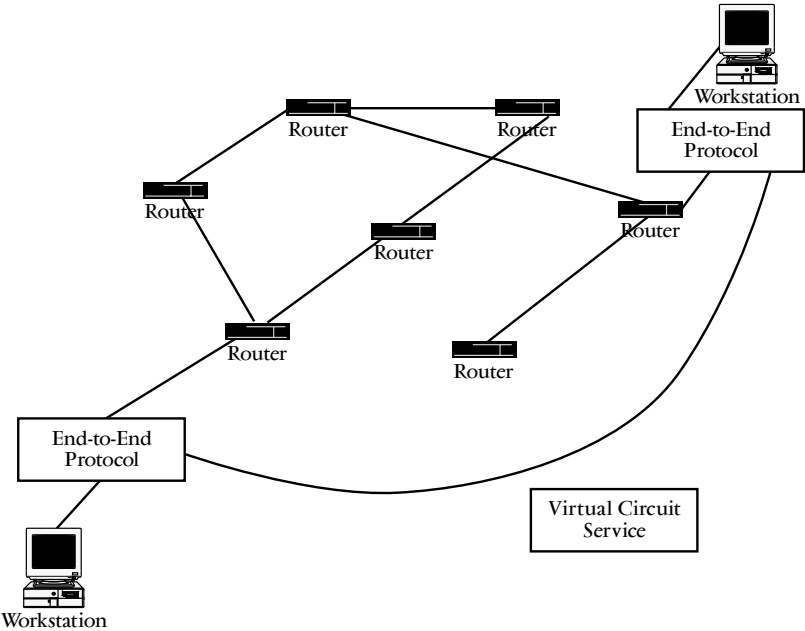 Workstation
End-to-End
Protocol
Router
Router
Router
Router
Router
Router
Router
End-to-End
Protocol
Virtual Circuit
Service
Workstation